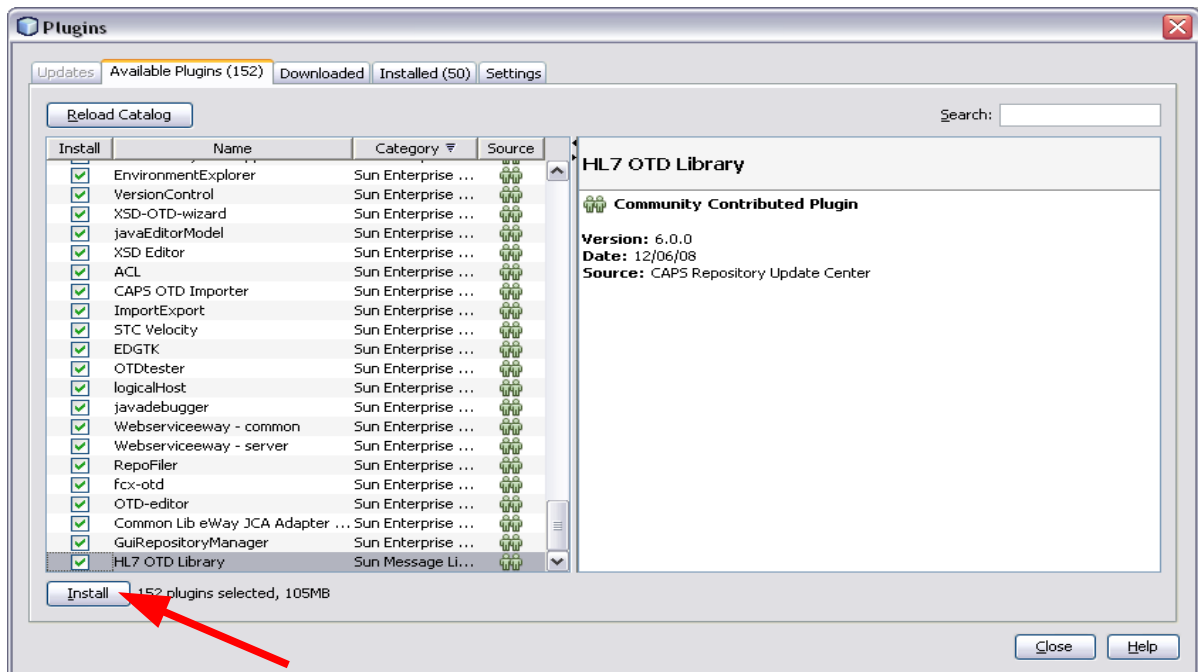 Plugins
Updates Available Plugins (152) Downloaded Installed (50) Settings
Reload Catalog Search:
Install Name Category Source
EnvironmentExplorer Sun Enterprise ...
VersionControl Sun Enterprise ...
XSD-OTD-wizard Sun Enterprise ...
javaEditorModel Sun Enterprise ...
XSD Editor Sun Enterprise ...
ACL Sun Enterprise ...
CAPS OTD Importer Sun Enterprise ...
ImportExport Sun Enterprise ...
STC Velocity Sun Enterprise ...
EDGTK Sun Enterprise ...
OTDtester Sun Enterprise ...
logicalHost Sun Enterprise ...
javadebugger Sun Enterprise ...
Webserviceeway - common Sun Enterprise ...
Webserviceeway - server Sun Enterprise ...
RepoFiler Sun Enterprise ...
fcx-otd Sun Enterprise ...
OTD-editor Sun Enterprise ...
Common Lib eWay JCA Adapter ... Sun Enterprise ...
GuiRepositoryManager Sun Enterprise ...
HL7 OTD Library Sun Message Li...
HL7 OTD Library
Community Contributed Plugin
Version: 6.0.0
Date: 12/06/08
Source: CAPS Repository Update Center
Install 152 plugins selected, 105MB
Close Help